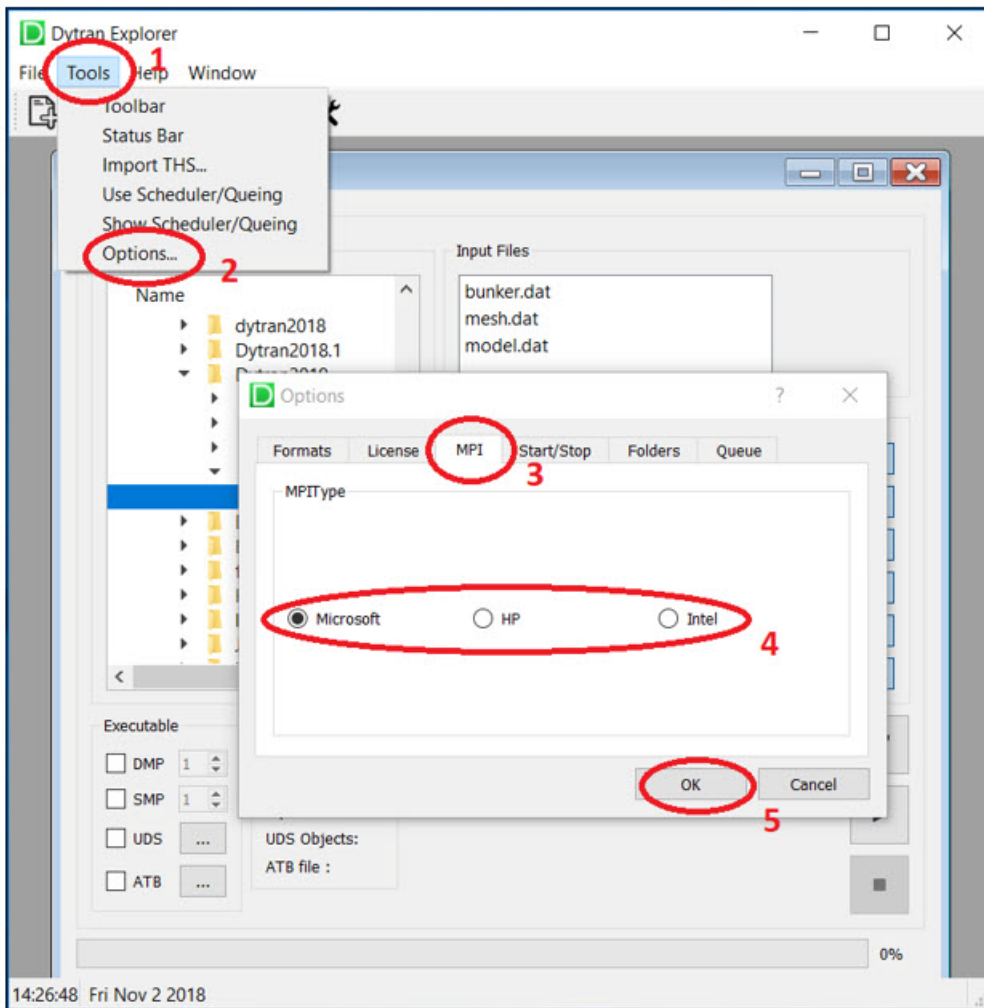 Dytran Explorer
File Tools Help Window
1
Toolbar
Status Bar
Import THS...
Use Scheduler/Queing
Show Scheduler/Queing
Options...
2
Input Files
Name
bunker.dat
mesh.dat
model.dat
dytran2018
Dytran2018.1
Options
Formats License MPI Start/Stop Folders Queue
3
MPIType
Microsoft HP Intel
4
Executable
DMP 1
SMP 1
UDS ...
ATB ...
OK Cancel
5
UDS Objects:
ATB file :
0%
14:26:48 Fri Nov 2 2018